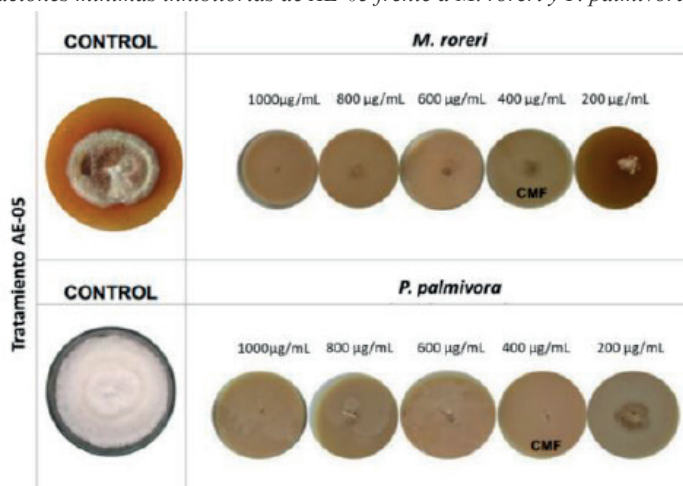 CONTROL
M. roreri
1000µg/mL 800 µg/mL 600 µg/mL 400 µg/mL 200 µg/mL
CMF
Tratamiento AE-05
CONTROL
P. palmivora
1000µg/mL 800 µg/mL 600 µg/mL 400 µg/mL 200 µg/mL
CMF